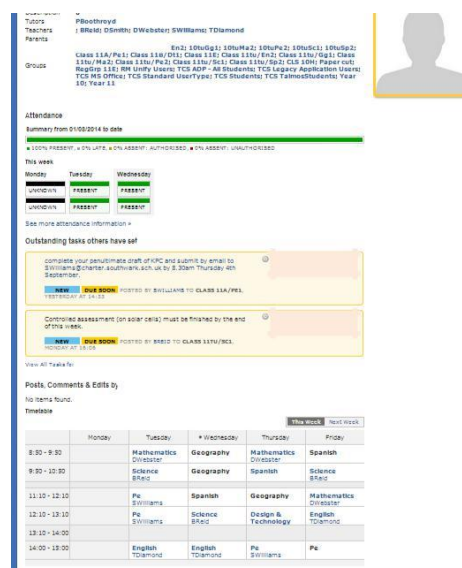 Tutors PBoothroyd
Teachers ; BReid; DSmith; DWebster; SWilliams; TDiamond
Parents
Groups En2; 10tuGg1; 10tuMa2; 10tuPe2; 10tuSc1; 10tuSp2;
Class 11A/Pe1; Class 11B/Dt1; Class 11E; Class 11tu/En2; Class 11tu/Gg1; Class
11tu/Ma2; Class 11tu/Pe2; Class 11tu/Sc1; Class 11tu/Sp2; CLS 10H; Paper cut;
RegGrp 11E; RM Unify Users; TCS ADP - All Students; TCS Legacy Application Users;
TCS MS Office; TCS Standard UserType; TCS Students; TCS TalmosStudents; Year
10; Year 11
Attendance
Summary from 01/03/2014 to date
100% PRESENT, 0% LATE, 0% ABSENT: AUTHORISED, 0% ABSENT: UNAUTHORISED
This week
Monday Tuesday Wednesday
UNKNOWN PRESENT PRESENT
UNKNOWN PRESENT PRESENT
See more attendance information »
Outstanding tasks others have set
complete your penultimate draft of KPC and submit by email to
SWilliams@charter.southwark.sch.uk by 8.30am Thursday 4th
September.
NEW DUE SOON POSTED BY SWILLIAMS TO CLASS 11A/PE1,
YESTERDAY AT 14:33
Controlled assessment (on solar cells) must be finished by the end
of this week.
NEW DUE SOON POSTED BY BREID TO CLASS 11TU/SC1,
MONDAY AT
View All Tasks for
Posts, Comments & Edits by
No items found.
Timetable
This Week Next Week
Monday Tuesday * Wednesday Thursday Friday
8:50 - 9:50 Mathematics Geography Mathematics Spanish
DWebster DWebster
9:50 - 10:50 Science Geography Spanish Science
BReid BReid
11:10 - 12:10 Pe Spanish Geography Mathematics
SWilliams DWebster
12:10 - 13:10 Pe Science Design & English
SWilliams BReid Technology TDiamond
13:10 - 14:00
14:00 - 15:00 English English Pe Pe
TDiamond TDiamond SWilliams